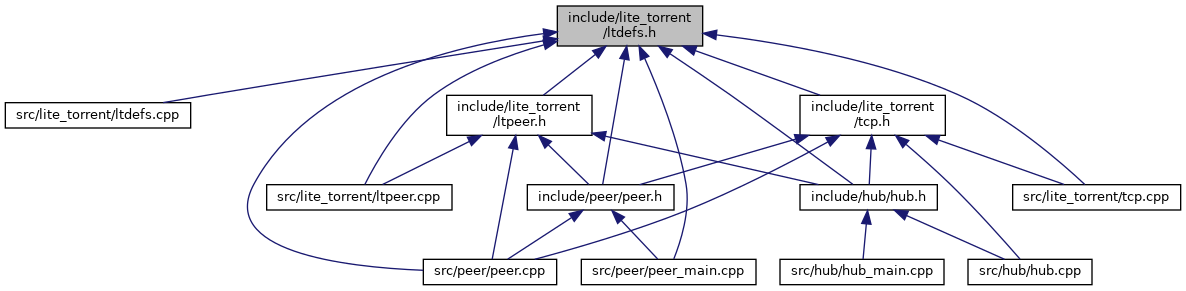 include/lite_torrent
/ltdefs.h
src/lite_torrent/ltdefs.cpp
include/lite_torrent
/ltpeer.h
include/lite_torrent
/tcp.h
src/lite_torrent/ltpeer.cpp
include/peer/peer.h
include/hub/hub.h
src/lite_torrent/tcp.cpp
src/peer/peer.cpp
src/peer/peer_main.cpp
src/hub/hub_main.cpp
src/hub/hub.cpp